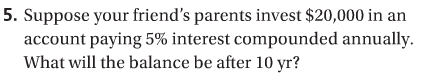 5. Suppose your friend's parents invest $20,000 in an
account paying 5% interest compounded annually.
What will the balance be after 10 yr?